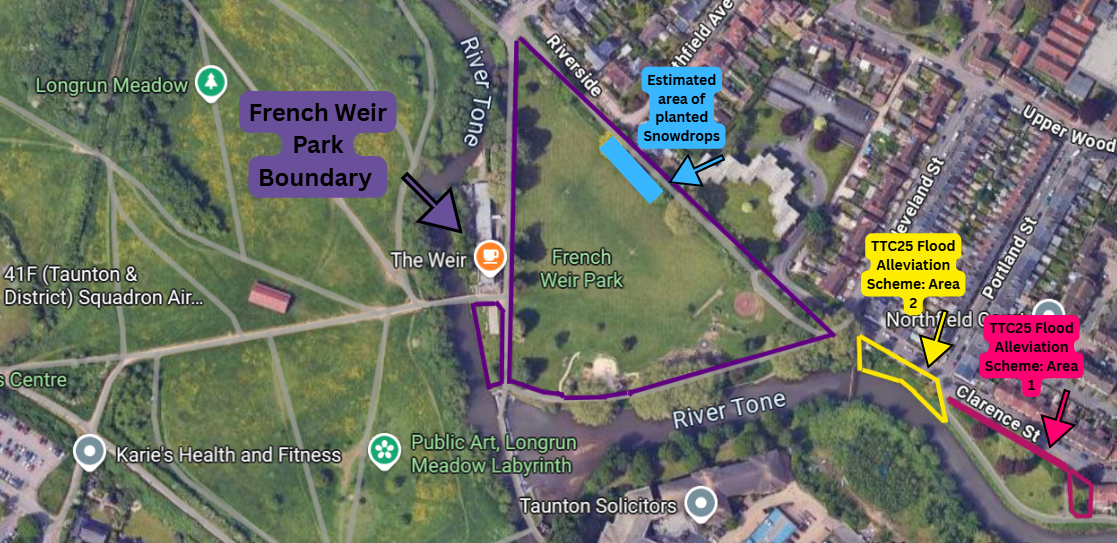 Longrun Meadow
River Tone
French Weir
Park
Boundary
Riverside
Estimated
area of
planted
Snowdrops
Upper Wood
Portland St
The Weir
French
Weir Park
41F (Taunton &
District) Squadron Air...
TTC25 Flood
Alleviation
Scheme: Area
2
TTC25 Flood
Alleviation
Scheme: Area
1
s Centre
Clarence St
River Tone
Karie's Health and Fitness
Public Art, Longrun
Meadow Labyrinth
Taunton Solicitors